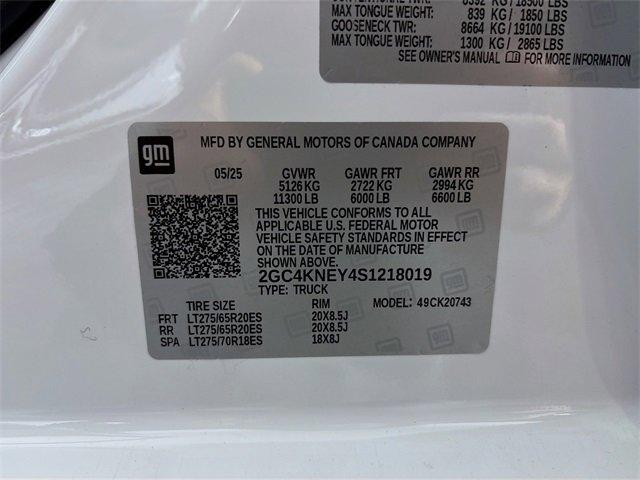 8392 KG / 18500 LBS
MAX TONGUE WEIGHT: 839 KG / 1850 LBS
GOOSENECK TWR: 8664 KG / 19100 LBS
MAX TONGUE WEIGHT: 1300 KG / 2865 LBS
SEE OWNER'S MANUAL FOR MORE INFORMATION
gm
MFD BY GENERAL MOTORS OF CANADA COMPANY
05/25 GVWR GAWR FRT GAWR RR
5126 KG 2722 KG 2994 KG
11300 LB 6000 LB 6600 LB
THIS VEHICLE CONFORMS TO ALL
APPLICABLE U.S. FEDERAL MOTOR
VEHICLE SAFETY STANDARDS IN EFFECT
ON THE DATE OF MANUFACTURE
SHOWN ABOVE.
2GC4KNEY4S1218019
TYPE: TRUCK
TIRE SIZE RIM MODEL: 49CK20743
FRT LT275/65R20ES 20X8.5J
RR LT275/65R20ES 20X8.5J
SPA LT275/70R18ES 18X8J